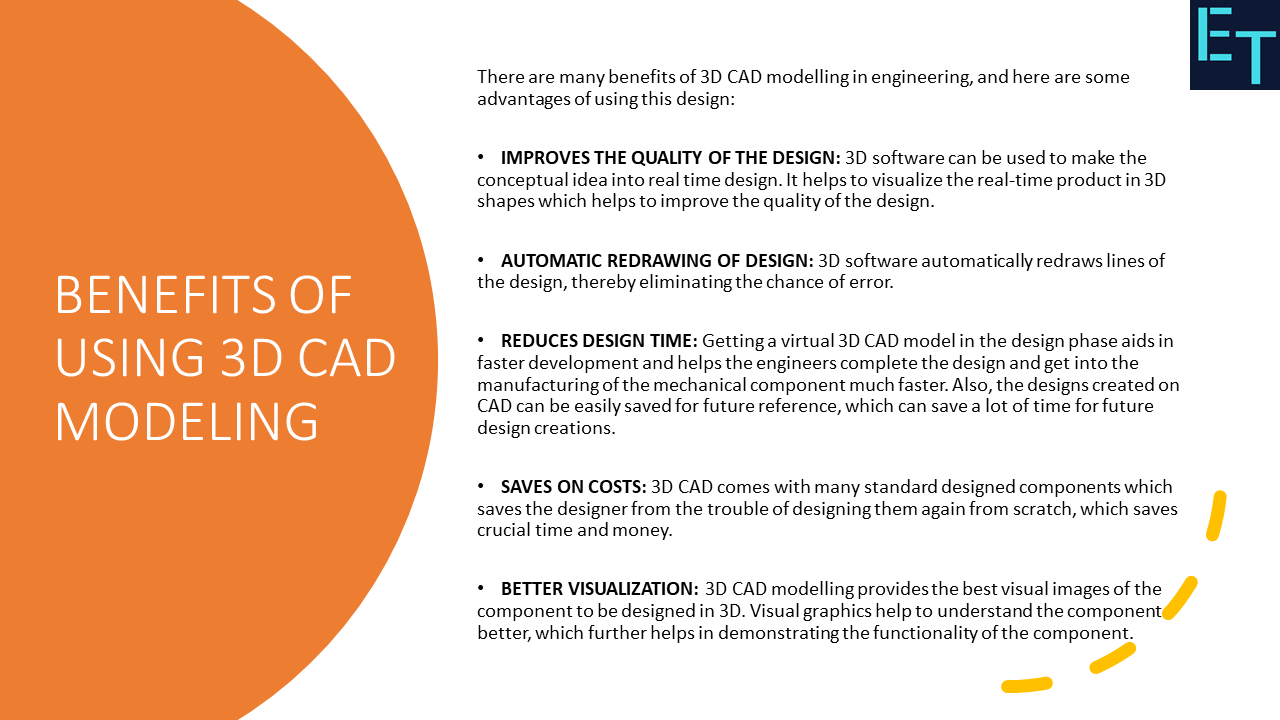 ET
There are many benefits of 3D CAD modelling in engineering, and here are some
advantages of using this design:
• IMPROVES THE QUALITY OF THE DESIGN: 3D software can be used to make the
conceptual idea into real time design. It helps to visualize the real-time product in 3D
shapes which helps to improve the quality of the design.
• AUTOMATIC REDRAWING OF DESIGN: 3D software automatically redraws lines of
the design, thereby eliminating the chance of error.
BENEFITS OF
USING 3D CAD
MODELING
• REDUCES DESIGN TIME: Getting a virtual 3D CAD model in the design phase aids in
faster development and helps the engineers complete the design and get into the
manufacturing of the mechanical component much faster. Also, the designs created on
CAD can be easily saved for future reference, which can save a lot of time for future
design creations.
• SAVES ON COSTS: 3D CAD comes with many standard designed components which
saves the designer from the trouble of designing them again from scratch, which saves
crucial time and money.
• BETTER VISUALIZATION: 3D CAD modelling provides the best visual images of the
component to be designed in 3D. Visual graphics help to understand the component
better, which further helps in demonstrating the functionality of the component.